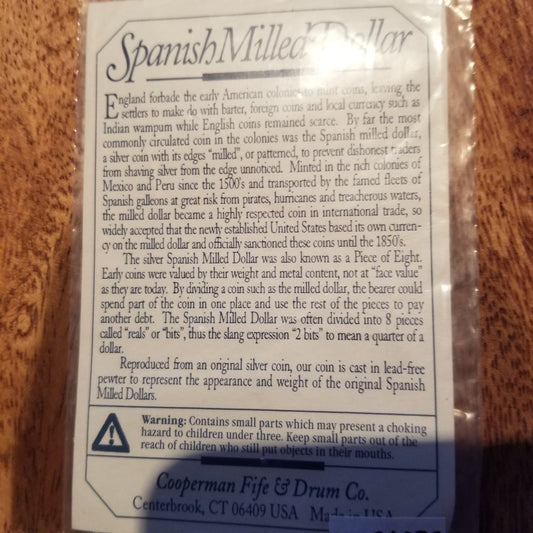 Spanish Milled Dollar
England forbade the early American colonies to mint coins, leaving the
settlers to make do with barter, foreign coins and local currency such as
Indian wampum while English coins remained scarce. By far the most
commonly circulated coin in the colonies was the Spanish milled dollar,
a silver coin with its edges "milled", or patterned, to prevent dishonest traders
from shaving silver from the edge unnoticed. Minted in the rich colonies of
Mexico and Peru since the 1500's and transported by the famed fleets of
Spanish galleons at great risk from pirates, hurricanes and treacherous waters,
the milled dollar became a highly respected coin in international trade, so
widely accepted that the newly established United States based its own curren-
cy on the milled dollar and officially sanctioned these coins until the 1850's.
The silver Spanish Milled Dollar was also known as a Piece of Eight.
Early coins were valued by their weight and metal content, not at "face value"
as they are today. By dividing a coin such as the milled dollar, the bearer could
spend part of the coin in one place and use the rest of the pieces to pay
another debt. The Spanish Milled Dollar was often divided into 8 pieces
called "reals" or "bits", thus the slang expression "2 bits" to mean a quarter of a
dollar.
Reproduced from an original silver coin, our coin is cast in lead-free
pewter to represent the appearance and weight of the original Spanish
Milled Dollars.
Warning: Contains small parts which may present a choking
hazard to children under three. Keep small parts out of the
reach of children who still put objects in their mouths.
Cooperman Fife & Drum Co.
Centerbrook, CT 06409 USA Made in USA